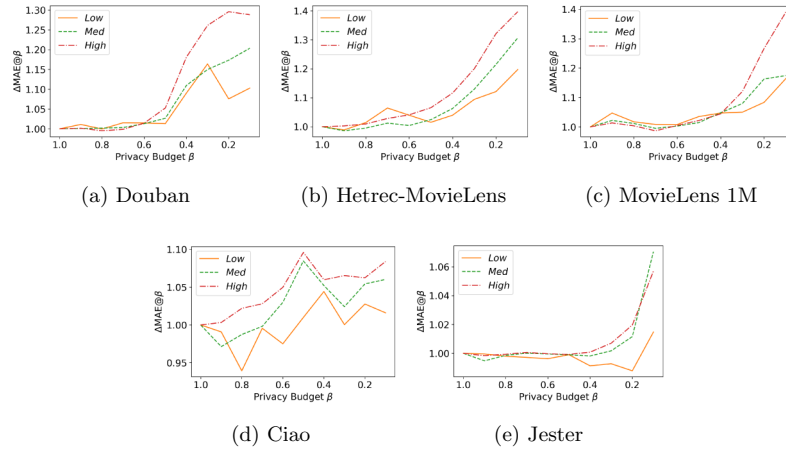 1.30
1.25
1.20
1.15
1.10
1.05
1.00
ΔMAE@β
Low
Med
High
1.0 0.8 0.6 0.4 0.2
Privacy Budget β
(a) Douban
1.4
1.3
1.2
1.1
1.0
ΔMAE@β
Low
Med
High
1.0 0.8 0.6 0.4 0.2
Privacy Budget β
(b) Hetrec-MovieLens
1.4
1.3
1.2
1.1
1.0
ΔMAE@β
Low
Med
High
1.0 0.8 0.6 0.4 0.2
Privacy Budget β
(c) MovieLens 1M
1.10
1.05
1.00
0.95
ΔMAE@β
Low
Med
High
1.0 0.8 0.6 0.4 0.2
Privacy Budget β
(d) Ciao
1.06
1.04
1.02
1.00
ΔMAE@β
Low
Med
High
1.0 0.8 0.6 0.4 0.2
Privacy Budget β
(e) Jester